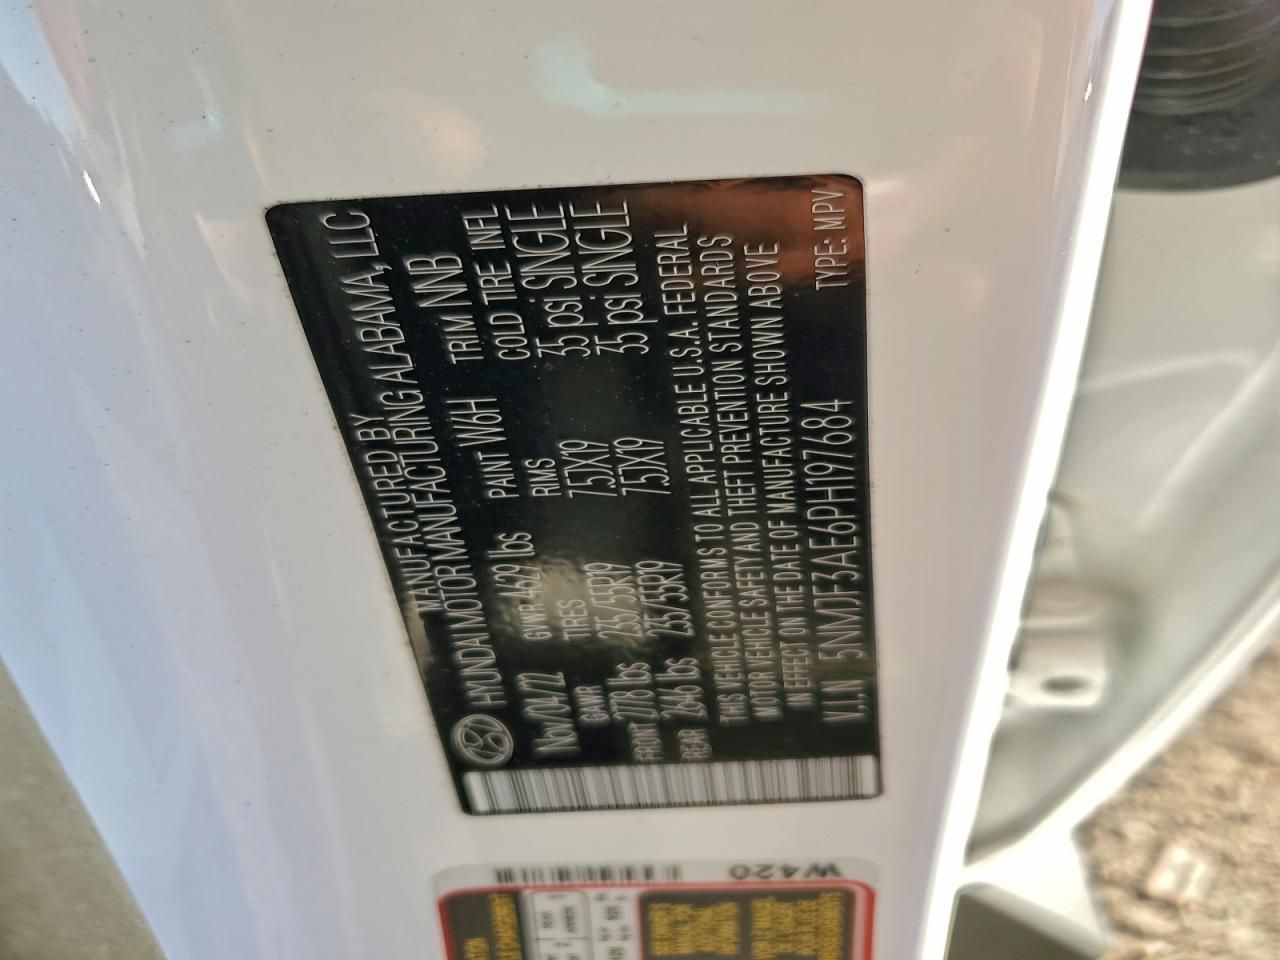 MANUFACTURED BY
HYUNDAI MOTOR MANUFACTURING ALABAMA, LLC
Nov/04/22 GVWR 4629 lbs PAINT W6H TRIM NNB
GAWR TIRES RIMS COLD TRE INFL
FRONT 2778 lbs 235/55R19 7.5JX19 35 psi SINGLE
REAR 2646 lbs 235/55R19 7.5JX19 35 psi SINGLE
THIS VEHICLE CONFORMS TO ALL APPLICABLE U.S.A. FEDERAL
MOTOR VEHICLE SAFETY AND THEFT PREVENTION STANDARDS
IN EFFECT ON THE DATE OF MANUFACTURE SHOWN ABOVE
V.I.N 5NMJF3AE6PH197684 TYPE: MPV
W420